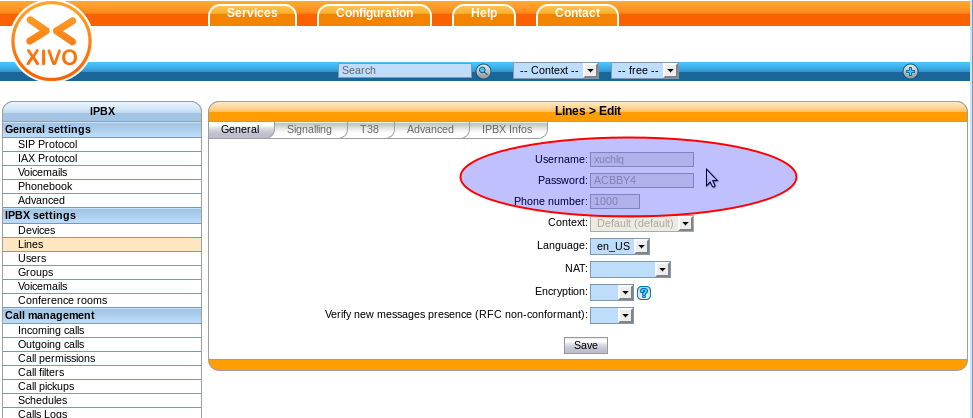 Services Configuration Help Contact
XIVO
Search -- Context -- -- free --
IPBX
General settings
SIP Protocol
IAX Protocol
Voicemails
Phonebook
Advanced
IPBX settings
Devices
Lines
Users
Groups
Voicemails
Conference rooms
Call management
Incoming calls
Outgoing calls
Call permissions
Call filters
Call pickups
Schedules
Calls Logs
Lines > Edit
General Signalling T38 Advanced IPBX Infos
Username: xuchlq
Password: ACBBY4
Phone number: 1000
Context: Default (default)
Language: en_US
NAT:
Encryption: ?
Verify new messages presence (RFC non-conformant):
Save